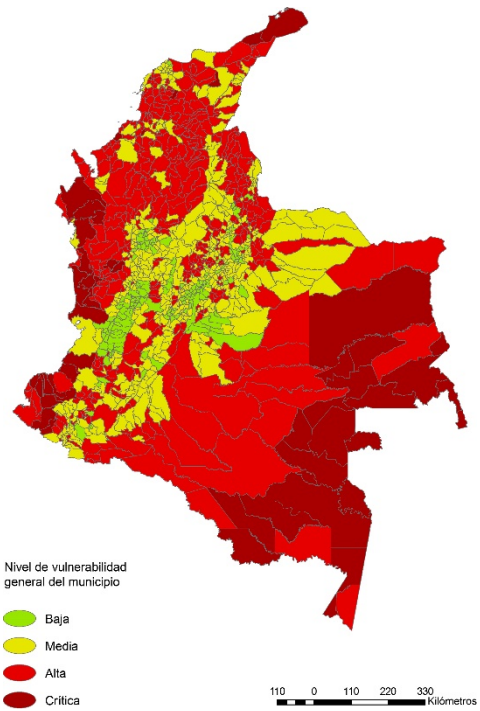 Nivel de vulnerabilidad
general del municipio
Baja
Media
Alta
Crítica
110 0 110 220 330
Kilómetros